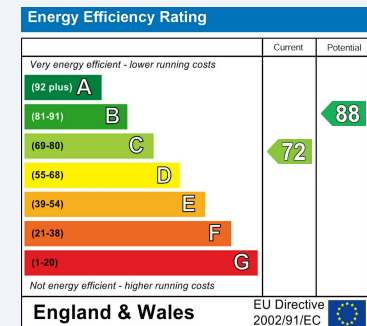 Energy Efficiency Rating
Current Potential
Very energy efficient - lower running costs
(92 plus) A
(81-91) B
88
(69-80) C
72
(55-68) D
(39-54) E
(21-38) F
(1-20) G
Not energy efficient - higher running costs
England & Wales
EU Directive
2002/91/EC